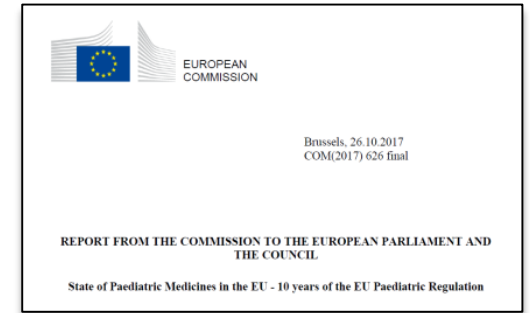 EUROPEAN
COMMISSION
Brussels, 26.10.2017
COM(2017) 626 final
REPORT FROM THE COMMISSION TO THE EUROPEAN PARLIAMENT AND
THE COUNCIL
State of Paediatric Medicines in the EU - 10 years of the EU Paediatric Regulation